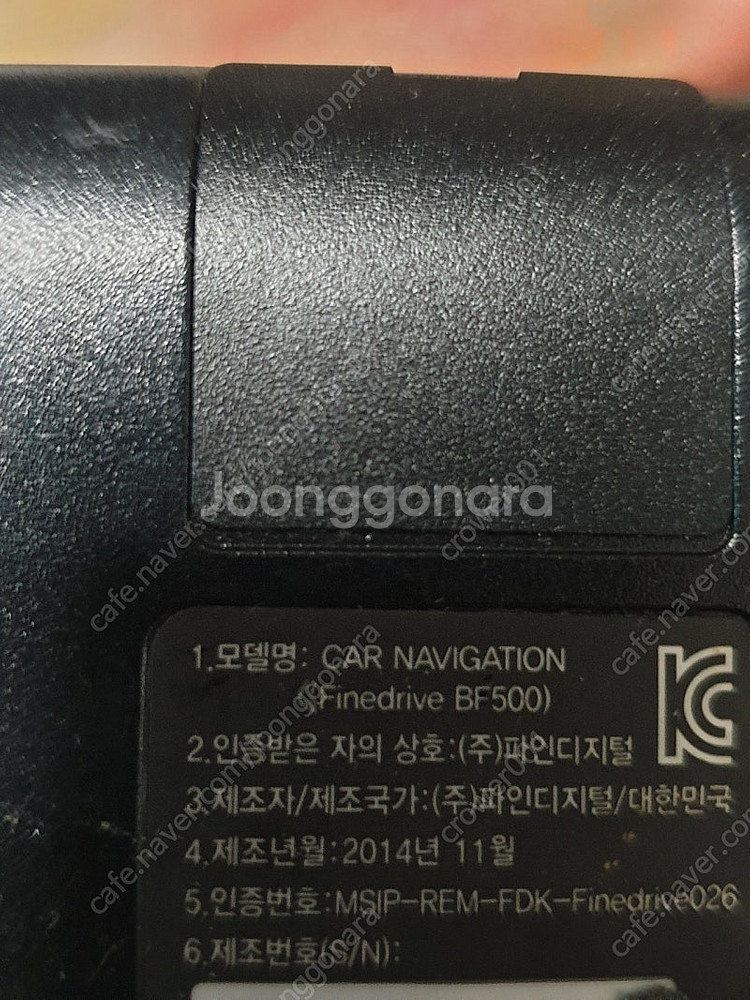 Joonggonara
1.모델명: CAR NAVIGATION
(Finedrive BF500)
2.인증받은 자의 상호:(주)파인디지털
3.제조자/제조국가:(주)파인디지털/대한민국
4.제조년월:2014년 11월
5.인증번호:MSIP-REM-FDK-Finedrive026
6.제조번호(S/N):